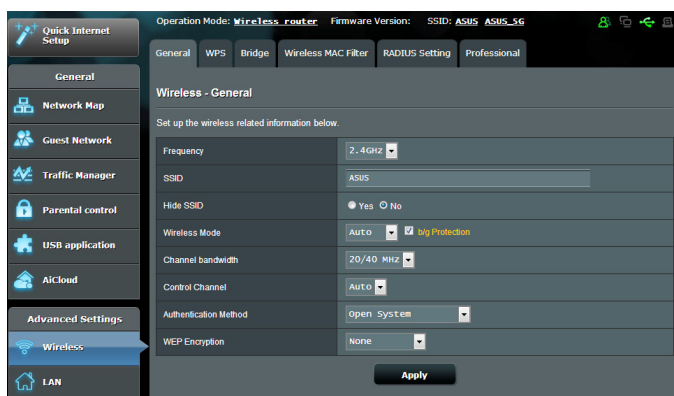 Quick Internet
Setup
Operation Mode: Wireless router Firmware Version: SSID: ASUS ASUS_5G
General WPS Bridge Wireless MAC Filter RADIUS Setting Professional
General
Network Map
Guest Network
Traffic Manager
Parental control
USB application
AiCloud
Advanced Settings
Wireless
LAN
Wireless - General
Set up the wireless related information below.
Frequency 2.4GHz
SSID ASUS
Hide SSID Yes No
Wireless Mode Auto b/g Protection
Channel bandwidth 20/40 MHz
Control Channel Auto
Authentication Method Open System
WEP Encryption None
Apply